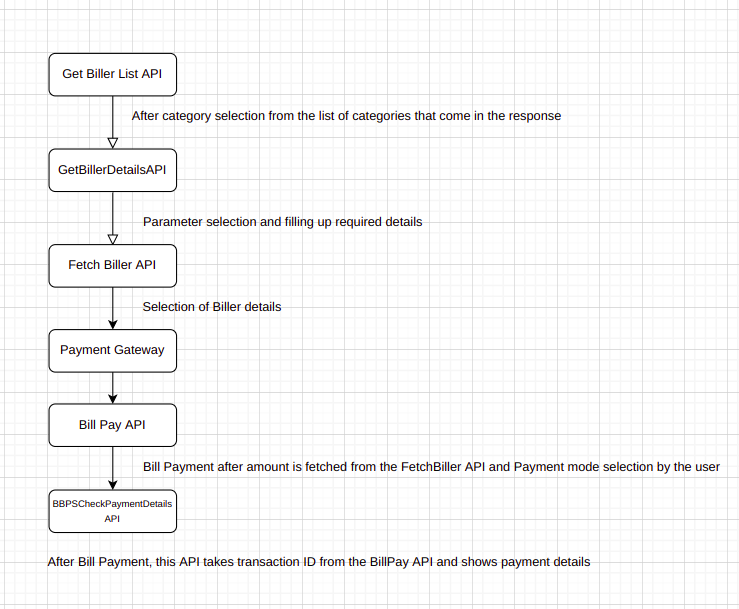 Get Biller List API
After category selection from the list of categories that come in the response
GetBillerDetailsAPI
Parameter selection and filling up required details
Fetch Biller API
Selection of Biller details
Payment Gateway
Bill Pay API
Bill Payment after amount is fetched from the FetchBiller API and Payment mode selection by the user
BBPSCheckPaymentDetails
API
After Bill Payment, this API takes transaction ID from the BillPay API and shows payment details